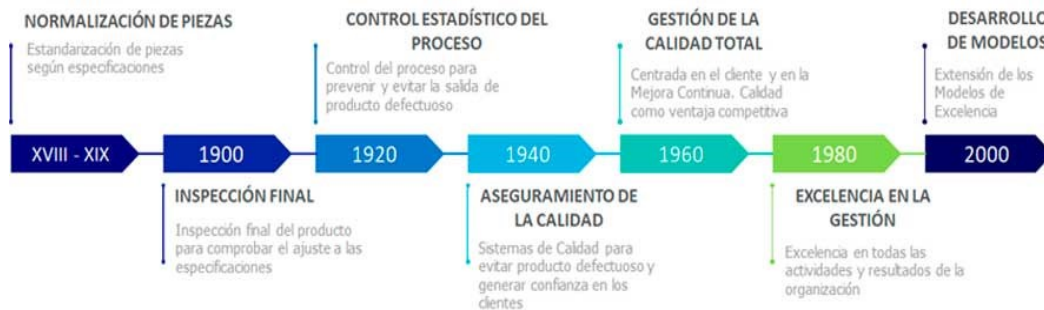 NORMALIZACIÓN DE PIEZAS
Estandarización de piezas
según especificaciones
CONTROL ESTADÍSTICO DEL
PROCESO
Control del proceso para
prevenir y evitar la salida de
producto defectuoso
GESTIÓN DE LA
CALIDAD TOTAL
Centrada en el cliente y en la
Mejora Continua. Calidad
como ventaja competitiva
DESARROLLO
DE MODELOS
Extensión de los
Modelos de
Excelencia
XVIII - XIX
1900
1920
1940
1960
1980
2000
INSPECCIÓN FINAL
Inspección final del producto
para comprobar el ajuste a las
especificaciones
ASEGURAMIENTO DE
LA CALIDAD
Sistemas de Calidad para
evitar producto defectuoso y
generar confianza en los
clientes
EXCELENCIA EN LA
GESTIÓN
Excelencia en todas las
actividades y resultados de la
organización